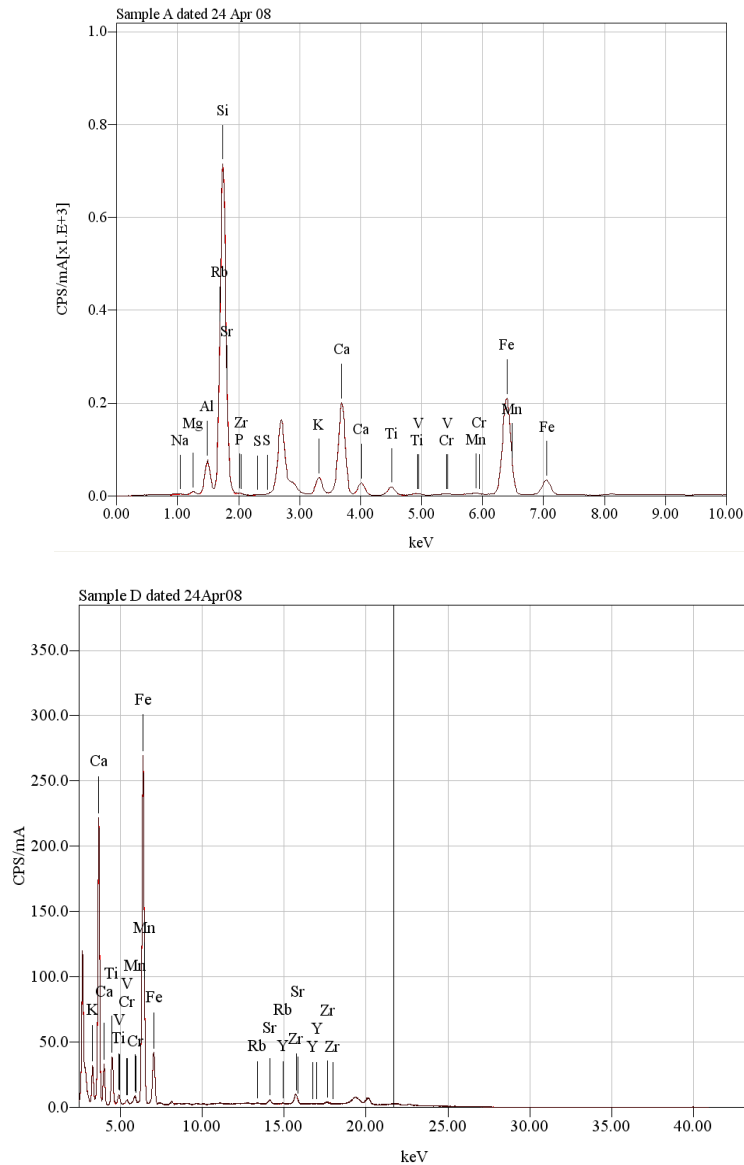 Sample A dated 24 Apr 08
1.0
Si
0.8
0.6
Rb
CPS/mA[x1.E+3]
0.4
Sr
Ca
Fe
0.2
Al
Mn
Mg
Zr
V
V
Cr
K
Ca
Ti
Fe
Na
P
S S
Ti
Cr
Mn
0.0
0.00 1.00 2.00 3.00 4.00 5.00 6.00 7.00 8.00 9.00 10.00
keV
Sample D dated 24Apr08
350.0
300.0
Fe
Ca
250.0
200.0
CPS/mA
150.0
Mn
100.0
Mn
Ti
V
Ca
Sr
K
Cr
Fe
Rb
Zr
V
Sr
Y
50.0
Ti
Cr
Rb
Y
Zr
Y
Zr
0.0
5.00 10.00 15.00 20.00 25.00 30.00 35.00 40.00
keV